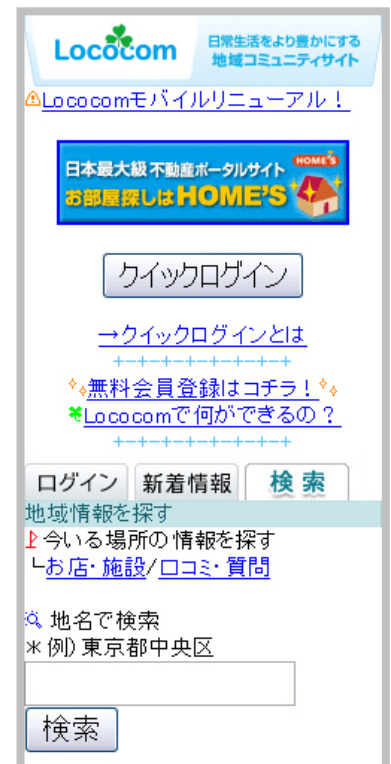 Lococom
日常生活をより豊かにする
地域コミュニティサイト
Lococomモバイルリニューアル！
日本最大級 不動産ポータルサイト
HOME'S
お部屋探しはHOME'S
クイックログイン
→クイックログインとは
+-+-+-+-+-+-+-+
無料会員登録はコチラ！
Lococomで何ができるの？
+-+-+-+-+-+-+-+
ログイン 新着情報 検索
地域情報を探す
今いる場所の情報を探す
└お店・施設/口コミ・質問
地名で検索
＊例）東京都中央区
検索